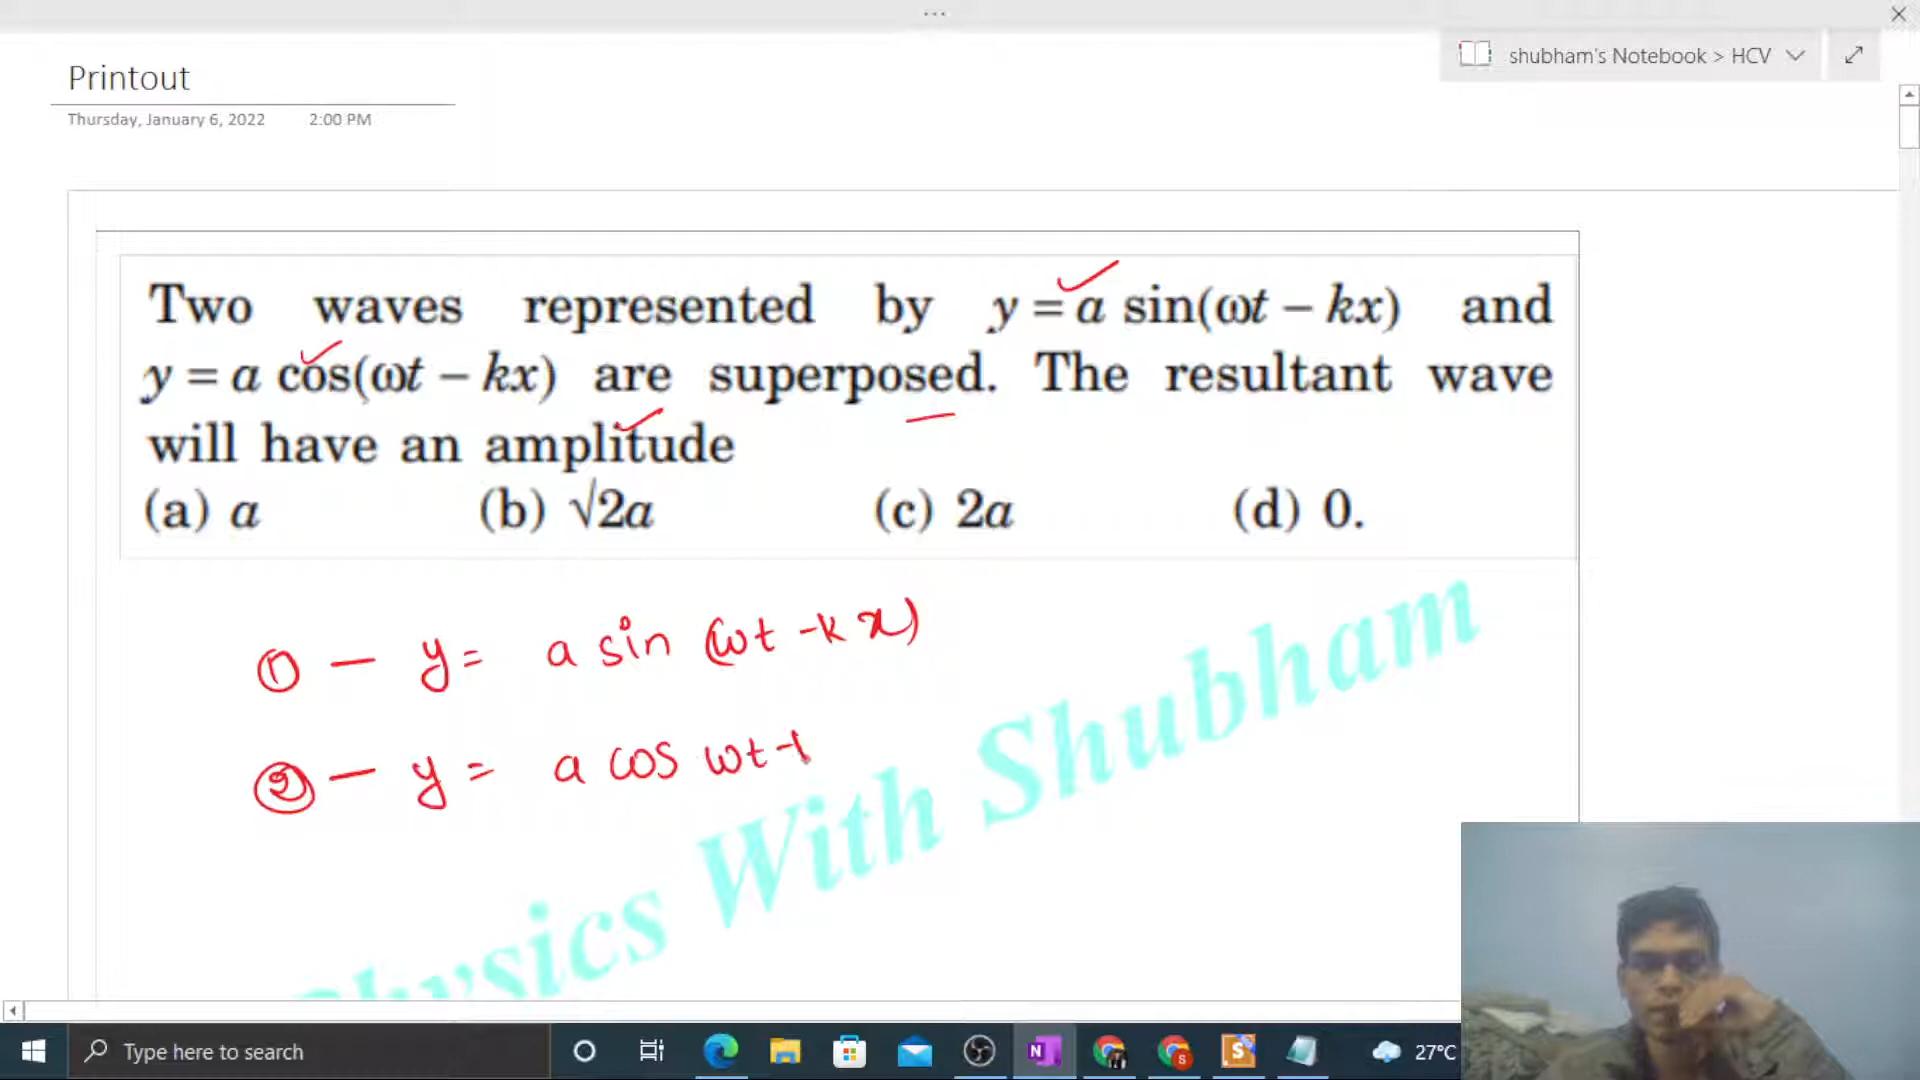 ...
shubham's Notebook > HCV
Printout
Thursday, January 6, 2022 2:00 PM
Two waves represented by y = a sin(ωt – kx) and
y = a cos(ωt – kx) are superposed. The resultant wave
will have an amplitude
(a) a (b) √2a (c) 2a (d) 0.
① — y = a sin (ωt - kx)
② — y = a cos ωt -
Physics With Shubham
Type here to search
27°C